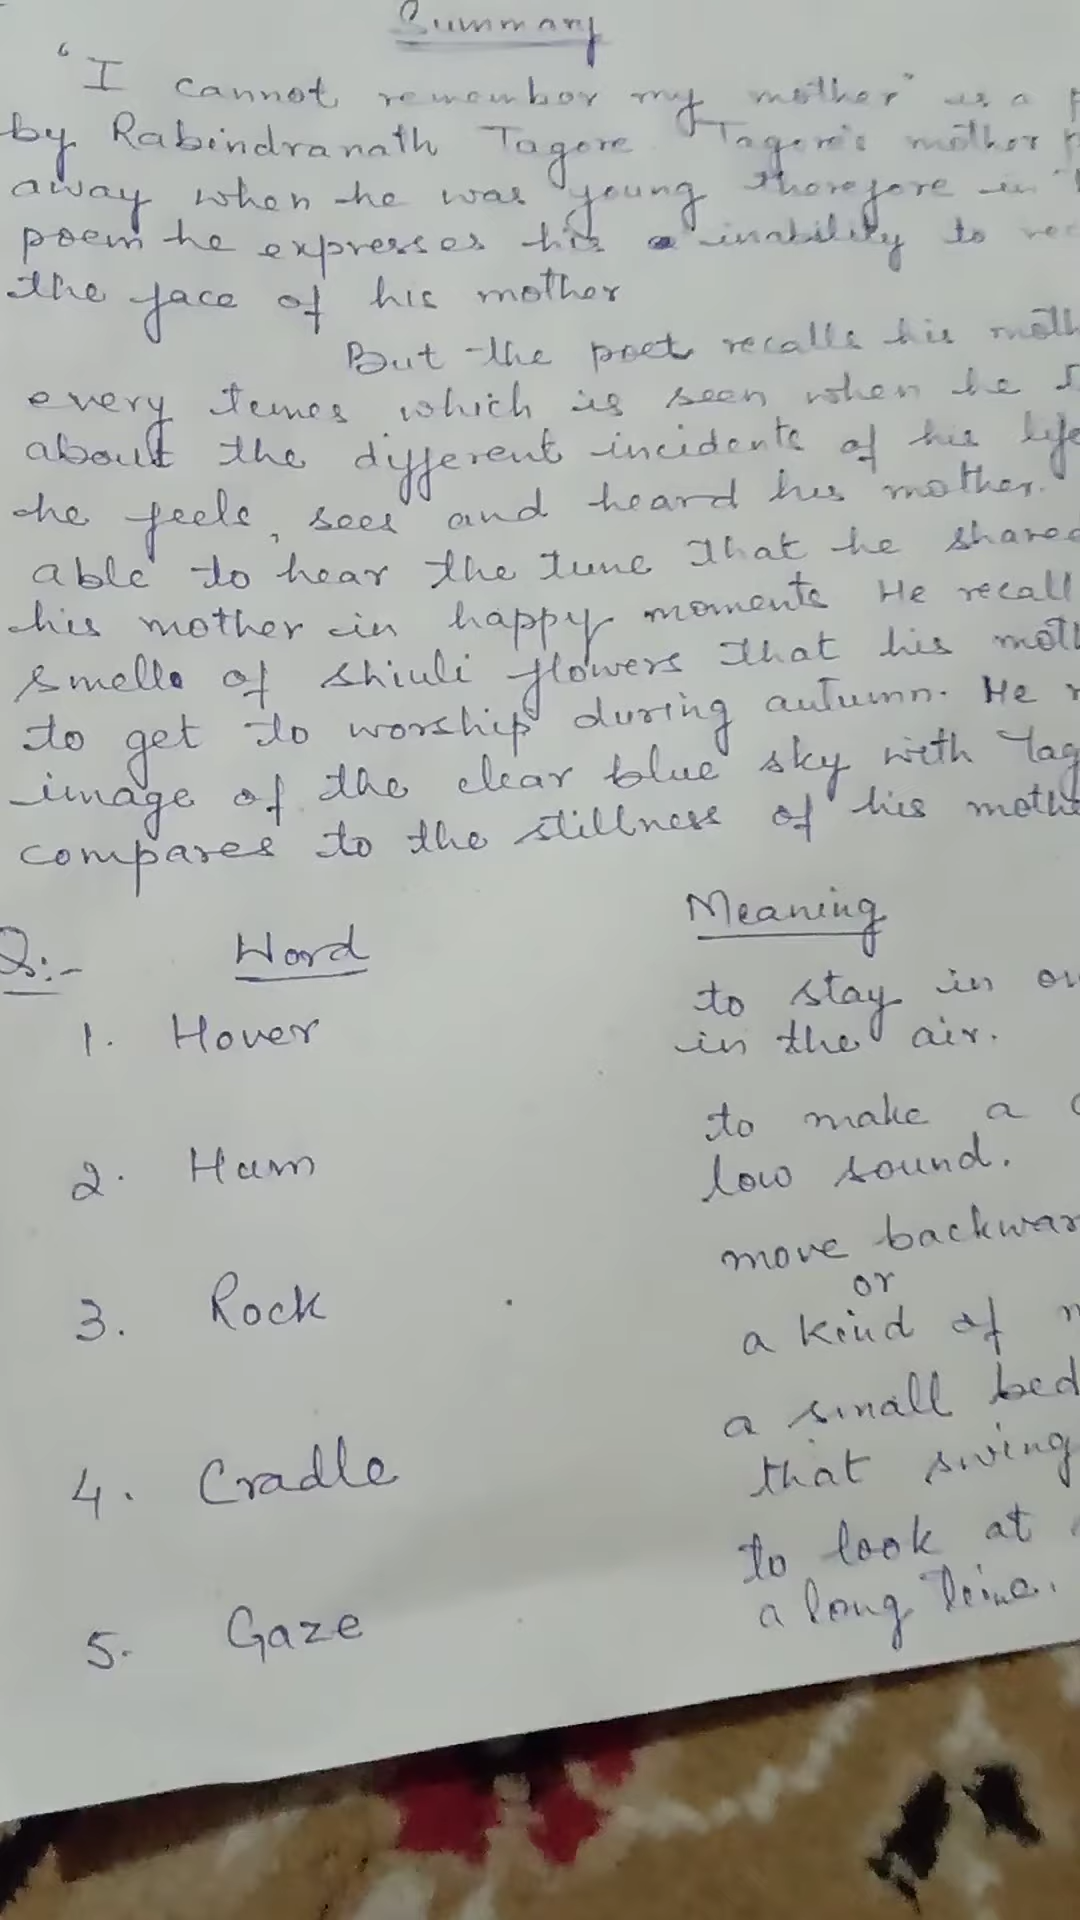 Summary
"I cannot remember my mother" is a
by Rabindranath Tagore. Tagore's mother
away when he was young therefore in
poem he expresses his inability to
the face of his mother
But the poet recalls his
every tunes which is seen when he
about the different incidents of his life
he feels, sees and heard his mother.
able to hear the tune that he
his mother in happy moments He recall
smells of shiuli flowers that his
to get to worship during autumn. He
image of the clear blue sky with
compares to the stillness of his
Q:- Word Meaning
1. Hover to stay in
in the air.
2. Hum to make a
low sound.
3. Rock move
or
a kind of
4. Cradle a small bed
that swing
5. Gaze to look at
a long time.